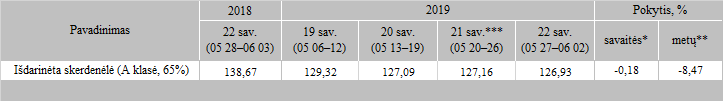 Pavadinimas
2018
2019
Pokytis, %
22 sav.
(05 28–06 03)
19 sav.
(05 06–12)
20 sav.
(05 13–19)
21 sav.***
(05 20–26)
22 sav.
(05 27–06 02)
savaitės*
metų**
Išdarinėta skerdenėlė (A klasė, 65%)
138,67
129,32
127,09
127,16
126,93
-0,18
-8,47